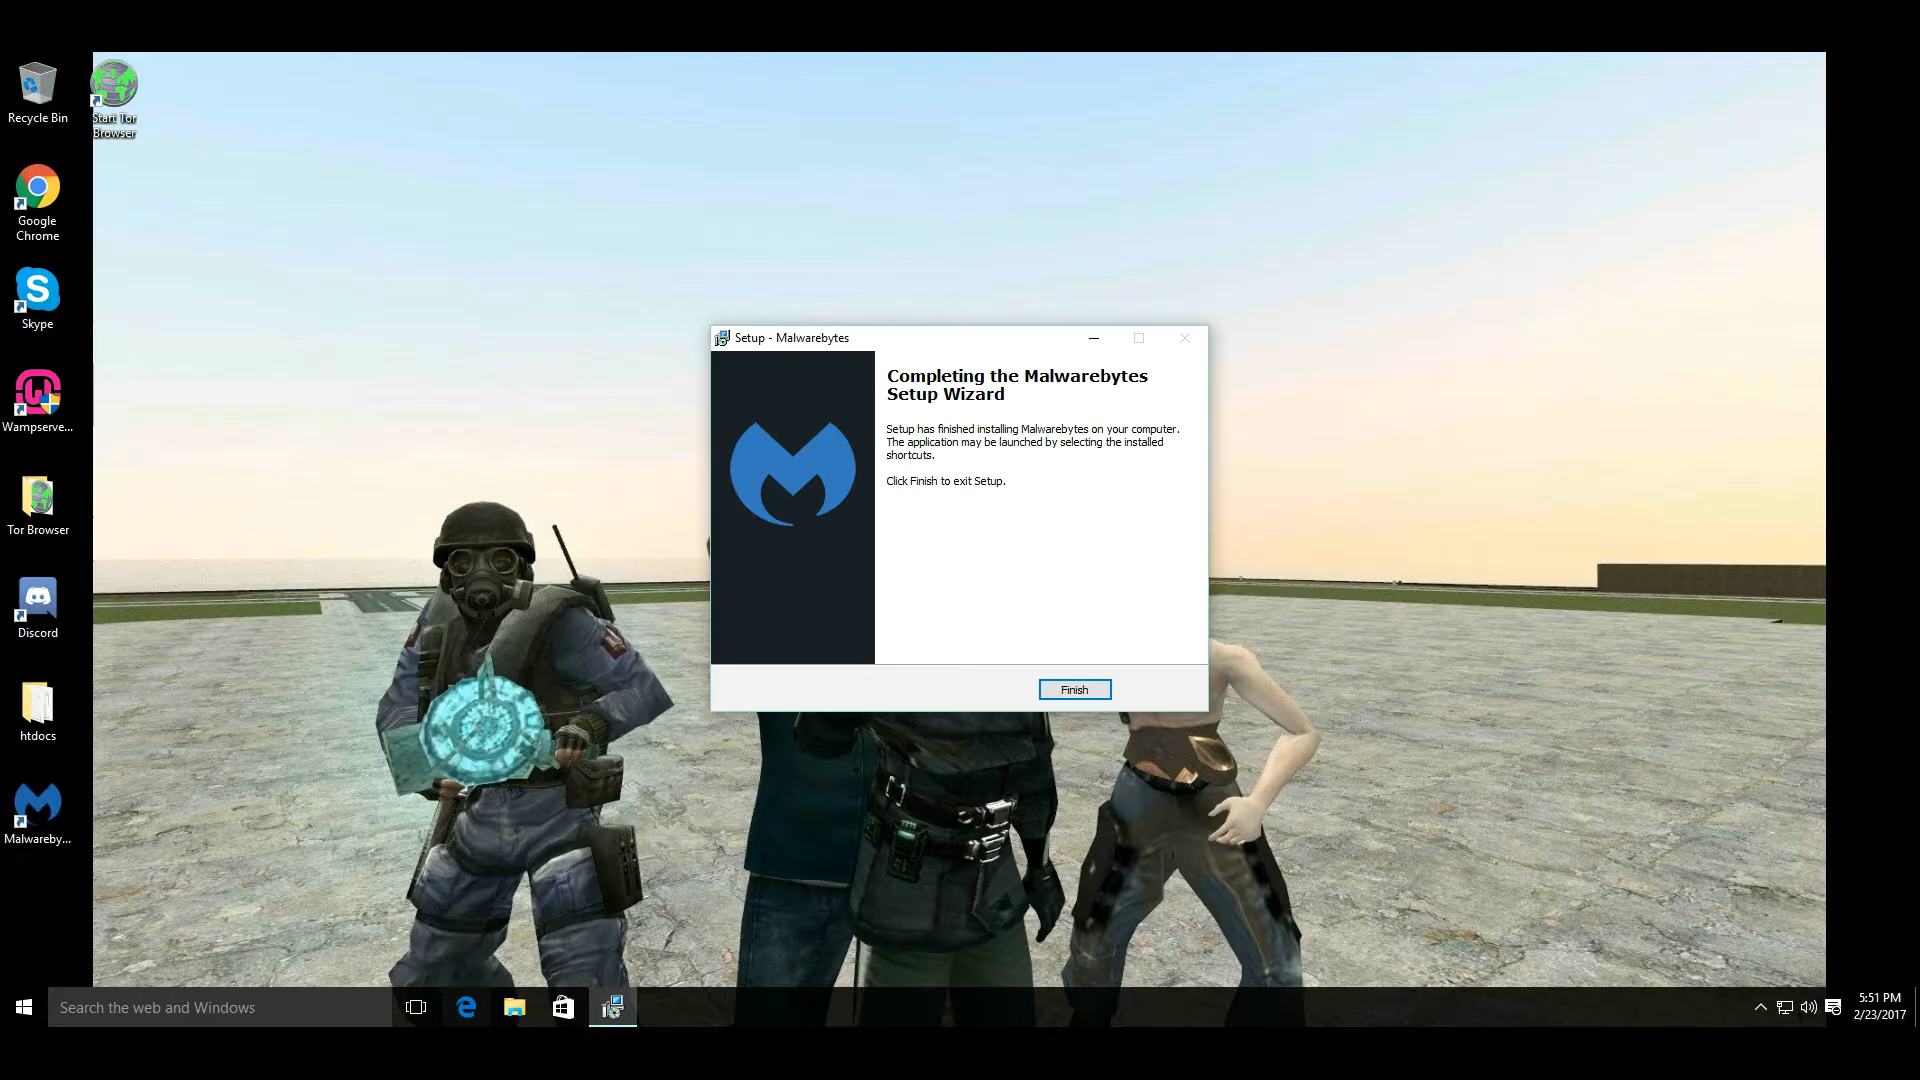 Recycle Bin
Start Tor
Browser
Google
Chrome
Skype
Wampserve...
Tor Browser
Discord
htdocs
Malwareby...
Setup - Malwarebytes
Completing the Malwarebytes
Setup Wizard
Setup has finished installing Malwarebytes on your computer.
The application may be launched by selecting the installed
shortcuts.
Click Finish to exit Setup.
Finish
Search the web and Windows
5:51 PM
2/23/2017